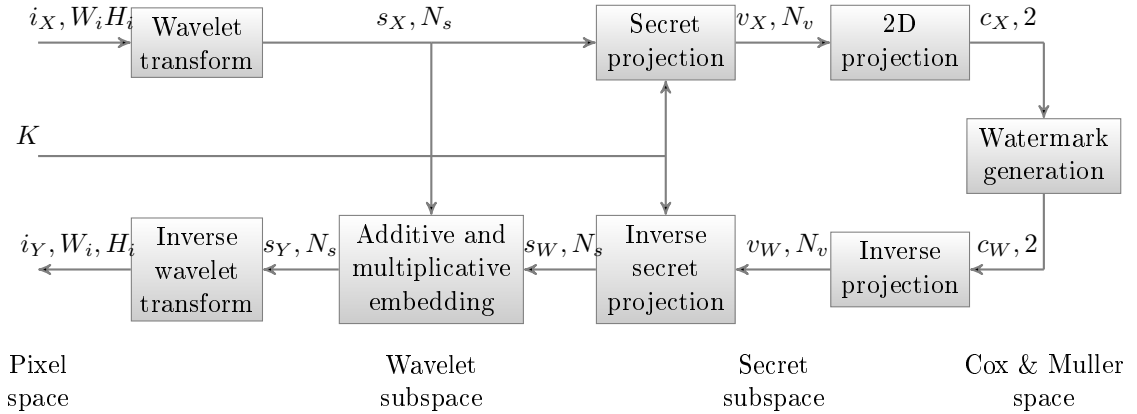 i_X, W_iH_i
Wavelet
transform
s_X, N_s
Secret
projection
v_X, N_v
2D
projection
c_X, 2
K
Watermark
generation
i_Y, W_i, H_i
Inverse
wavelet
transform
s_Y, N_s
Additive and
multiplicative
embedding
s_W, N_s
Inverse
secret
projection
v_W, N_v
Inverse
projection
c_W, 2
Pixel
space
Wavelet
subspace
Secret
subspace
Cox & Muller
space